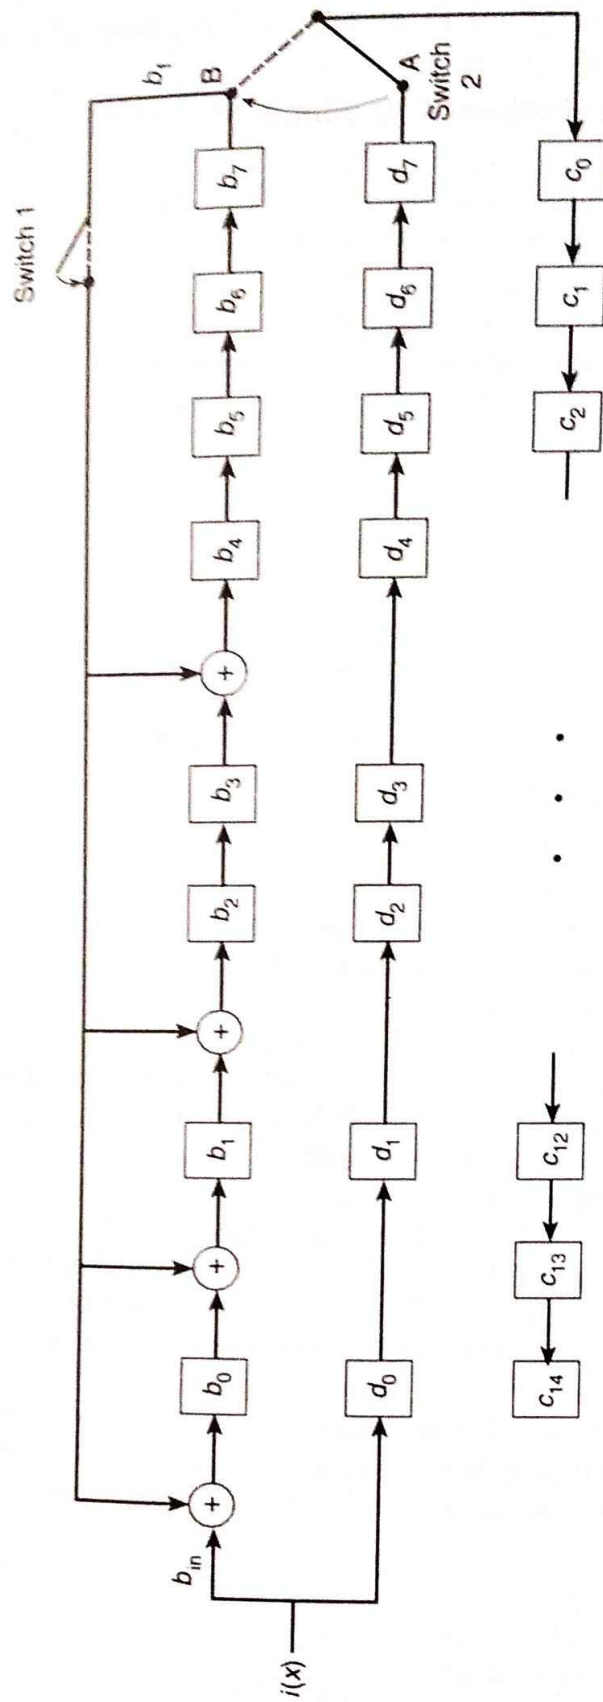 Switch 1
b₁
B
A
Switch
2
b_in
b₀
b₁
b₂
b₃
b₄
b₅
b₆
b₇
+
+
+
+
i(x)
d₀
d₁
d₂
d₃
d₄
d₅
d₆
d₇
c₁₄
c₁₃
c₁₂
. . .
c₂
c₁
c₀